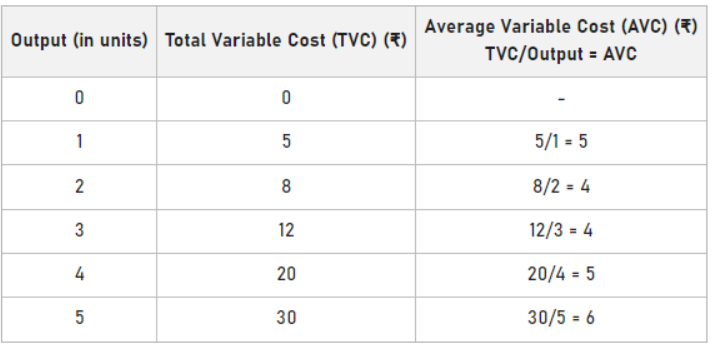 Output (in units) Total Variable Cost (TVC) (₹) Average Variable Cost (AVC) (₹)
TVC/Output = AVC
0 0 -
1 5 5/1 = 5
2 8 8/2 = 4
3 12 12/3 = 4
4 20 20/4 = 5
5 30 30/5 = 6